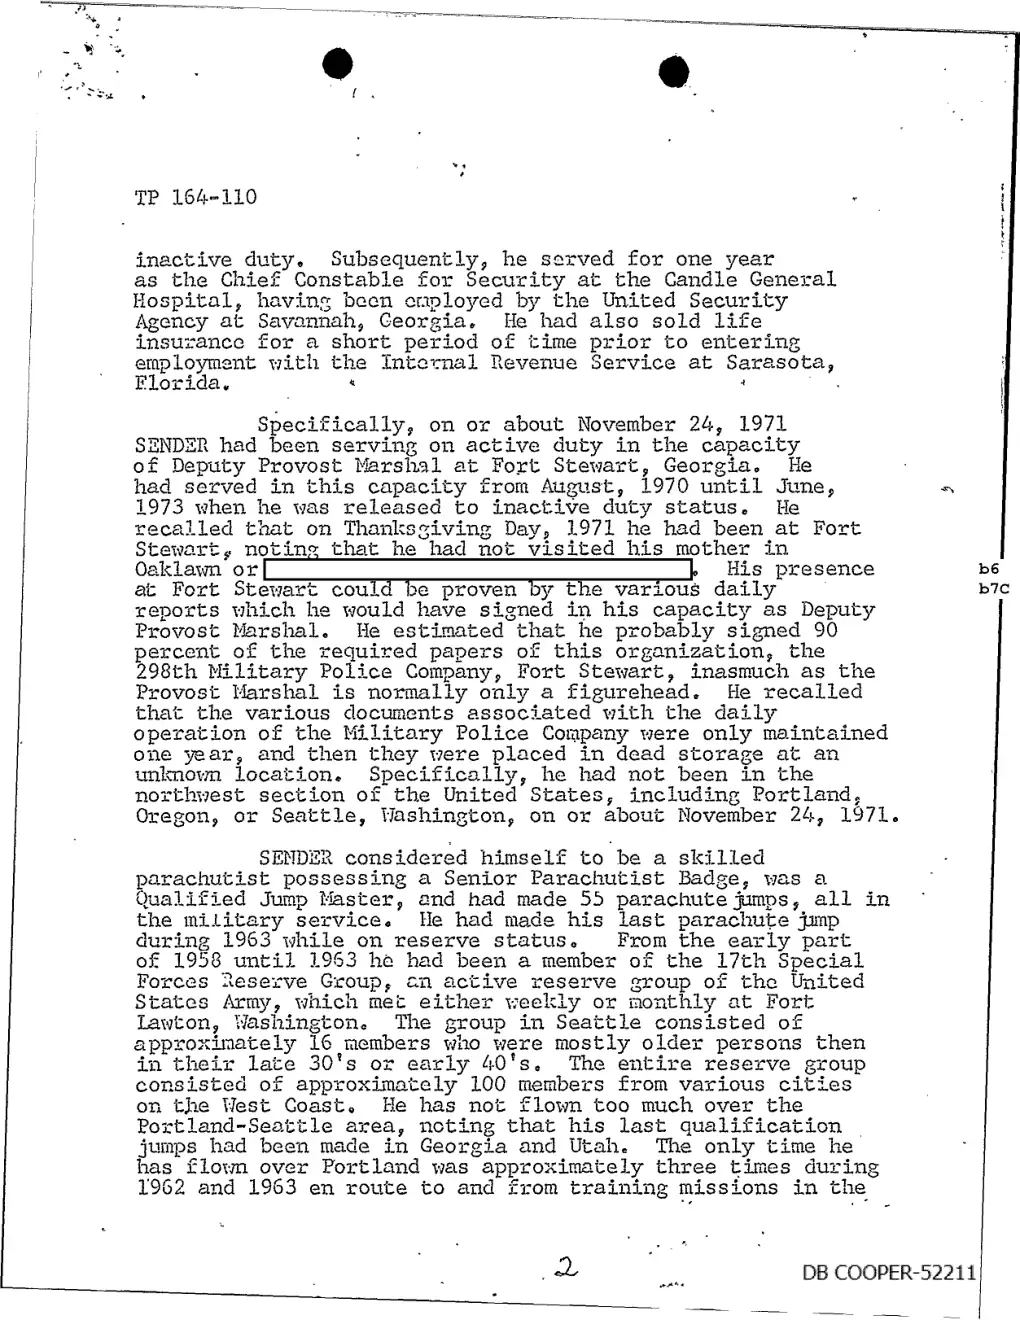 TP 164-110
inactive duty. Subsequently, he served for one year
as the Chief Constable for Security at the Candle General
Hospital, having been employed by the United Security
Agency at Savannah, Georgia. He had also sold life
insurance for a short period of time prior to entering
employment with the Internal Revenue Service at Sarasota,
Florida.
Specifically, on or about November 24, 1971
SENDER had been serving on active duty in the capacity
of Deputy Provost Marshal at Fort Stewart, Georgia. He
had served in this capacity from August, 1970 until June,
1973 when he was released to inactive duty status. He
recalled that on Thanksgiving Day, 1971 he had been at Fort
Stewart, noting that he had not visited his mother in
Oaklawn or . His presence
b6
at Fort Stewart could be proven by the various daily
b7C
reports which he would have signed in his capacity as Deputy
Provost Marshal. He estimated that he probably signed 90
percent of the required papers of this organization, the
298th Military Police Company, Fort Stewart, inasmuch as the
Provost Marshal is normally only a figurehead. He recalled
that the various documents associated with the daily
operation of the Military Police Company were only maintained
one year, and then they were placed in dead storage at an
unknown location. Specifically, he had not been in the
northwest section of the United States, including Portland,
Oregon, or Seattle, Washington, on or about November 24, 1971.
SENDER considered himself to be a skilled
parachutist possessing a Senior Parachutist Badge, was a
Qualified Jump Master, and had made 55 parachute jumps, all in
the military service. He had made his last parachute jump
during 1963 while on reserve status. From the early part
of 1958 until 1963 he had been a member of the 17th Special
Forces Reserve Group, an active reserve group of the United
States Army, which met either weekly or monthly at Fort
Lawton, Washington. The group in Seattle consisted of
approximately 16 members who were mostly older persons then
in their late 30's or early 40's. The entire reserve group
consisted of approximately 100 members from various cities
on the West Coast. He has not flown too much over the
Portland-Seattle area, noting that his last qualification
jumps had been made in Georgia and Utah. The only time he
has flown over Portland was approximately three times during
1962 and 1963 en route to and from training missions in the
2
DB COOPER-52211